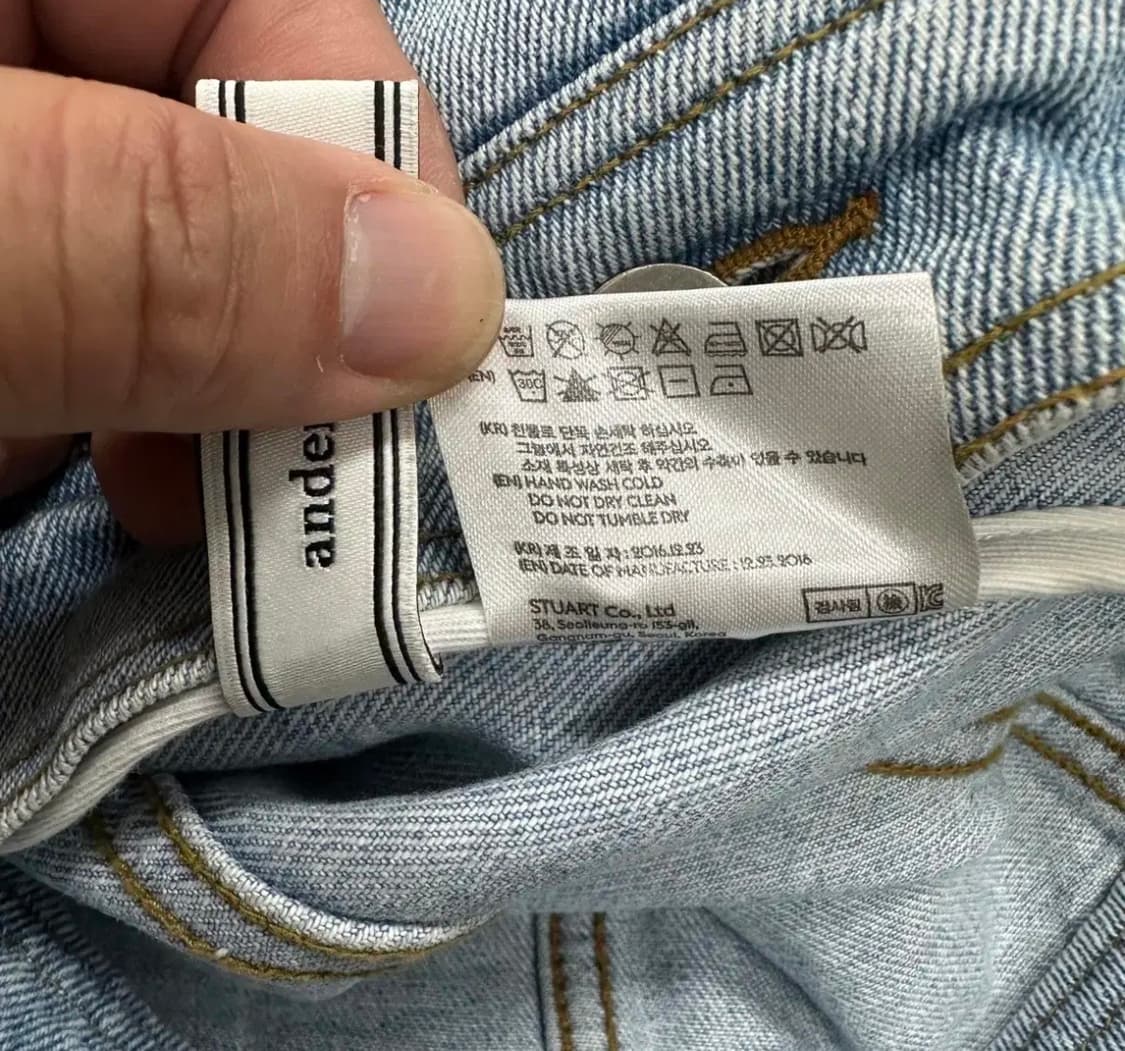 ander
(EN) 30C
(KR) 찬물로 단독 손세탁 하십시오
그늘에서 자연건조 해주십시오
소재 특성상 세탁 후 약간의 수축이 있을 수 있습니다
(EN) HAND WASH COLD
DO NOT DRY CLEAN
DO NOT TUMBLE DRY
(KR) 제 조 일 자 : 2016.12.23
(EN) DATE OF MANUFACTURE : 12.23.2016
STUART Co., Ltd
검사필
38, Seolleung-ro 153-gil,
Gangnam-gu, Seoul, Korea